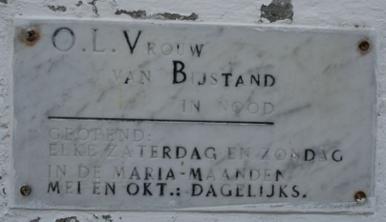 O.L.VROUW
VAN BIJSTAND
IN NOOD
GEOPEND:
ELKE ZATERDAG EN ZONDAG
IN DE MARIA-MAANDEN
MEI EN OKT.: DAGELIJKS.